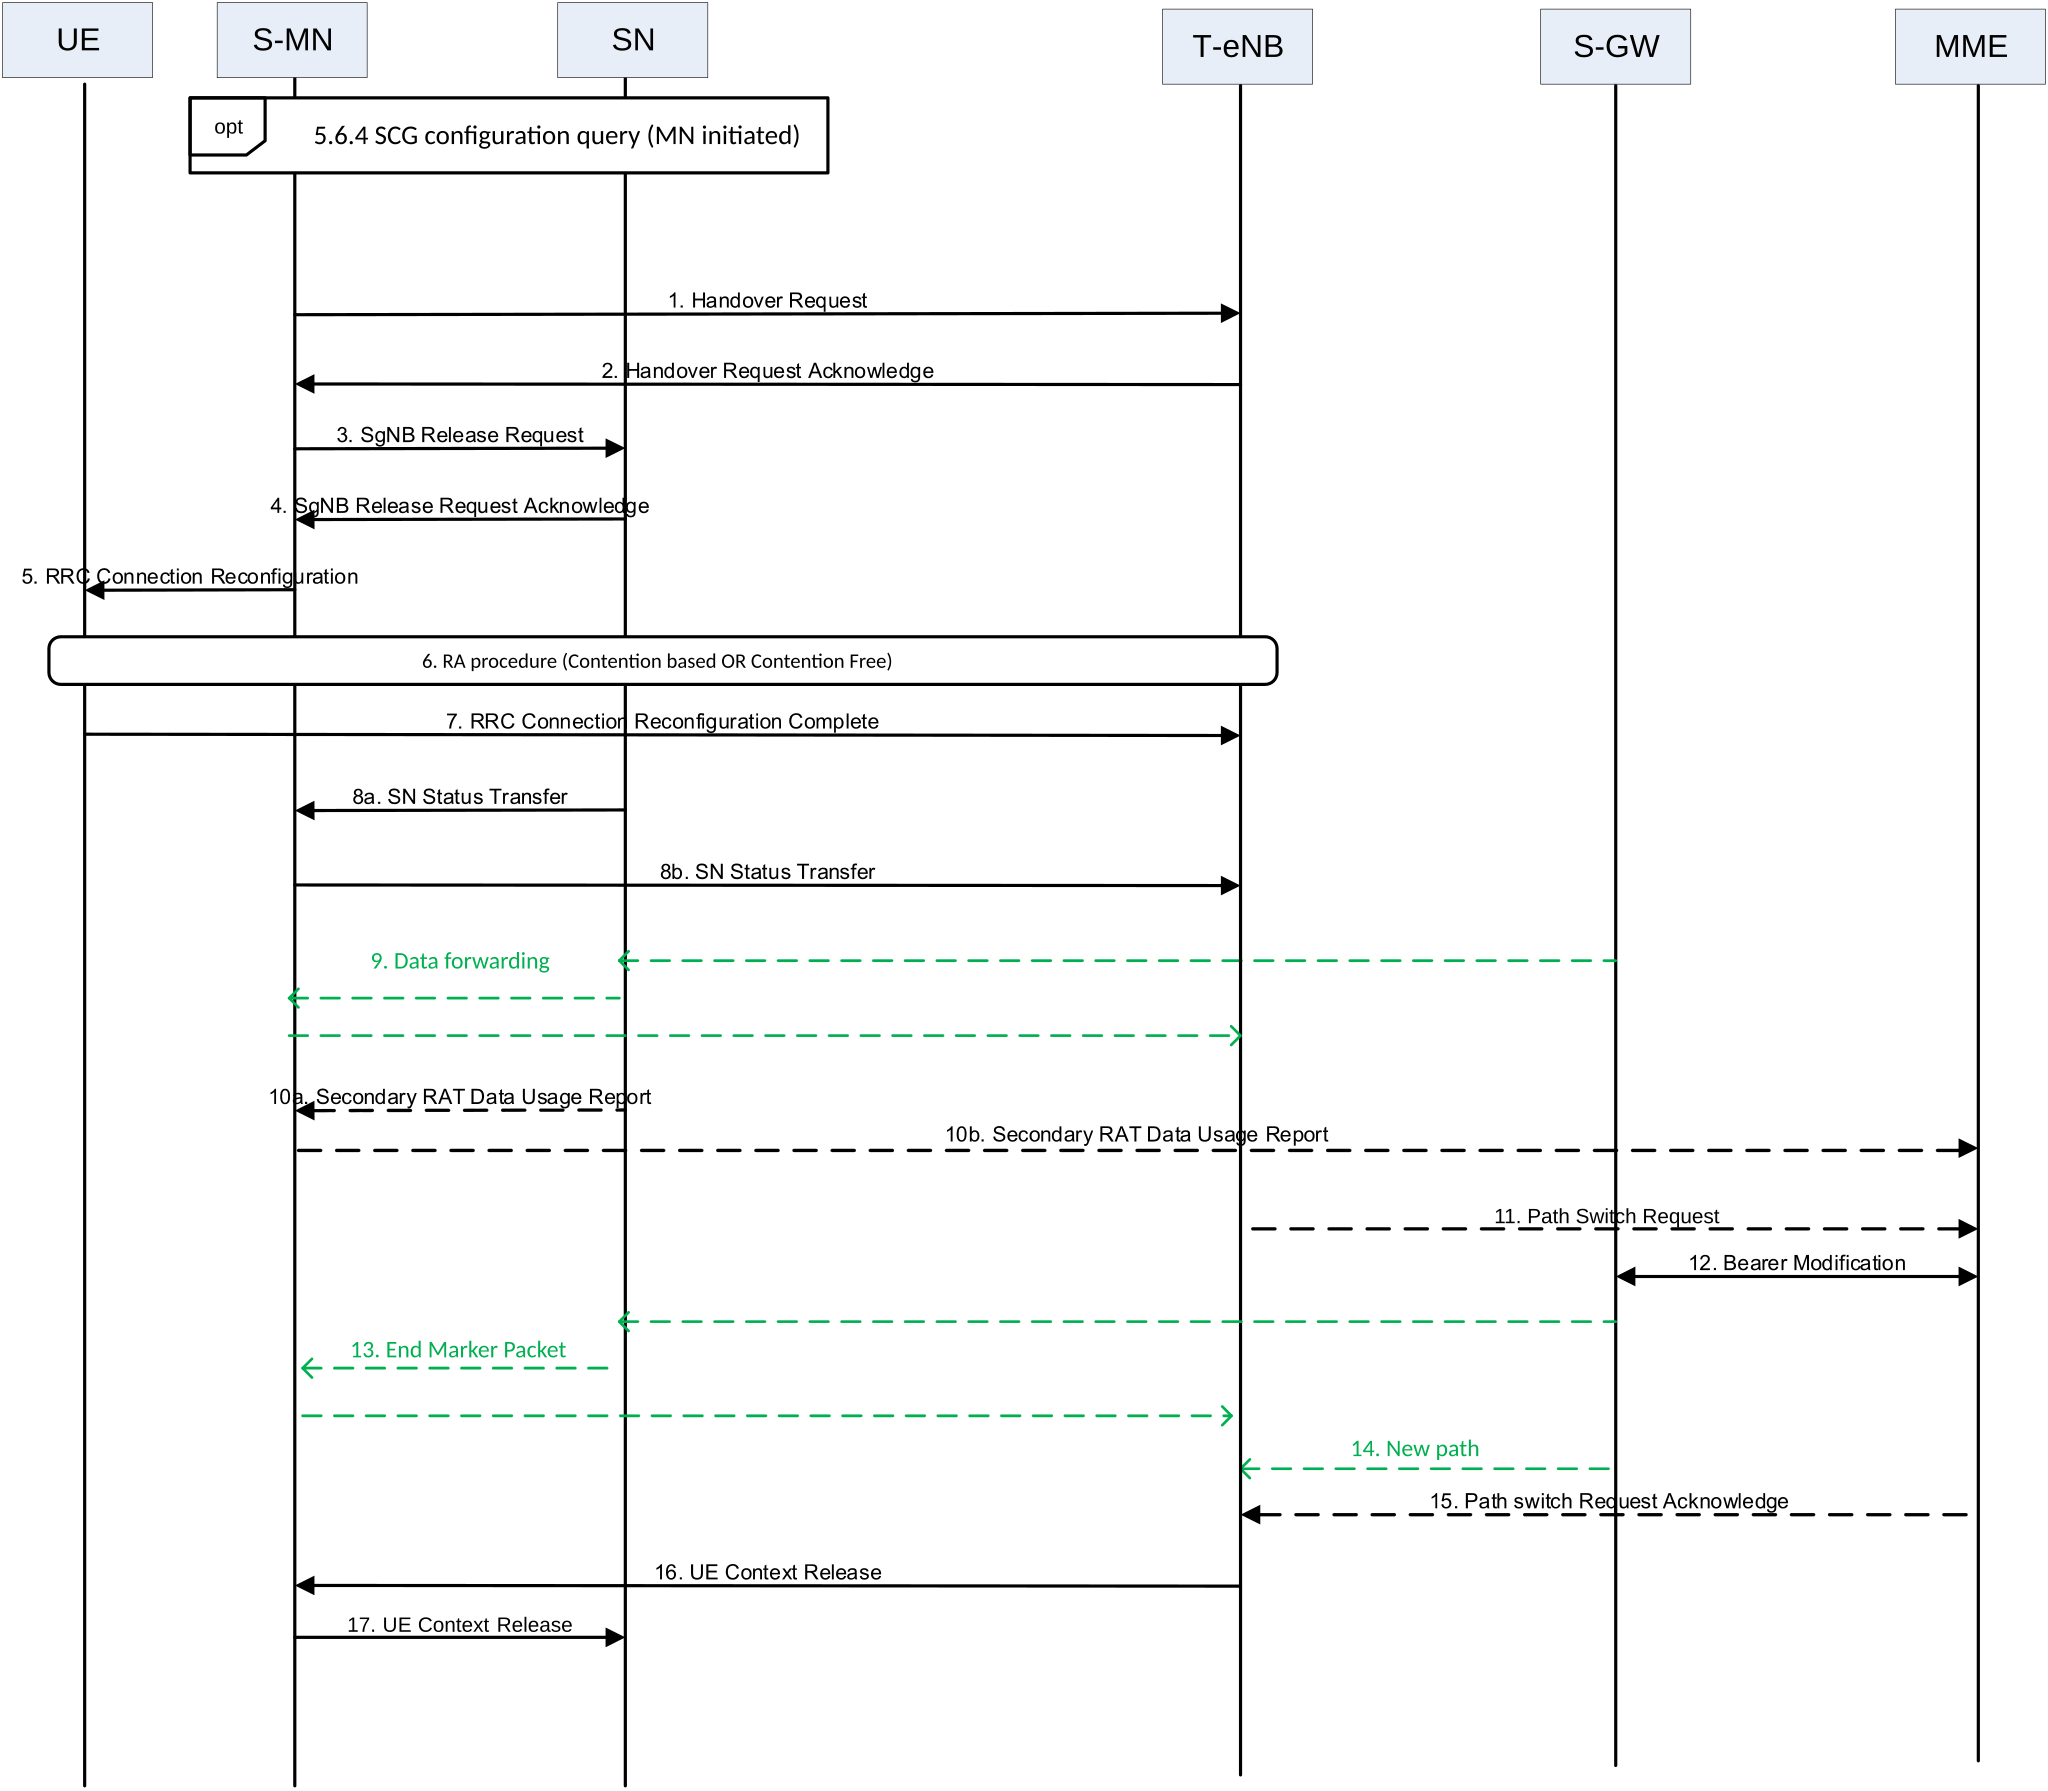 UE
S-MN
SN
T-eNB
S-GW
MME
opt
5.6.4 SCG configuration query (MN initiated)
1. Handover Request
2. Handover Request Acknowledge
3. SgNB Release Request
4. SgNB Release Request Acknowledge
5. RRC Connection Reconfiguration
6. RA procedure (Contention based OR Contention Free)
7. RRC Connection Reconfiguration Complete
8a. SN Status Transfer
8b. SN Status Transfer
9. Data forwarding
10a. Secondary RAT Data Usage Report
10b. Secondary RAT Data Usage Report
11. Path Switch Request
12. Bearer Modification
13. End Marker Packet
14. New path
15. Path switch Request Acknowledge
16. UE Context Release
17. UE Context Release